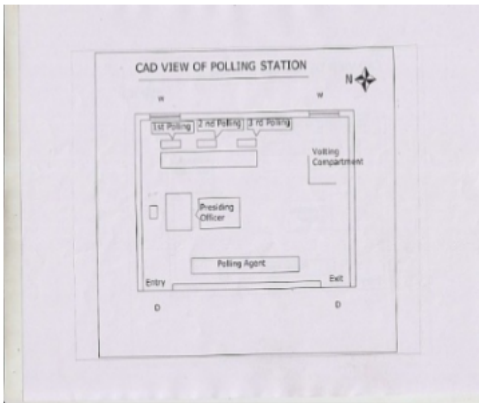 CAD VIEW OF POLLING STATION
N
W
W
1st Polling
2 nd Polling
3 rd Polling
Voiting
Compartment
Presiding
Officer
Polling Agent
Entry
Exit
D
D